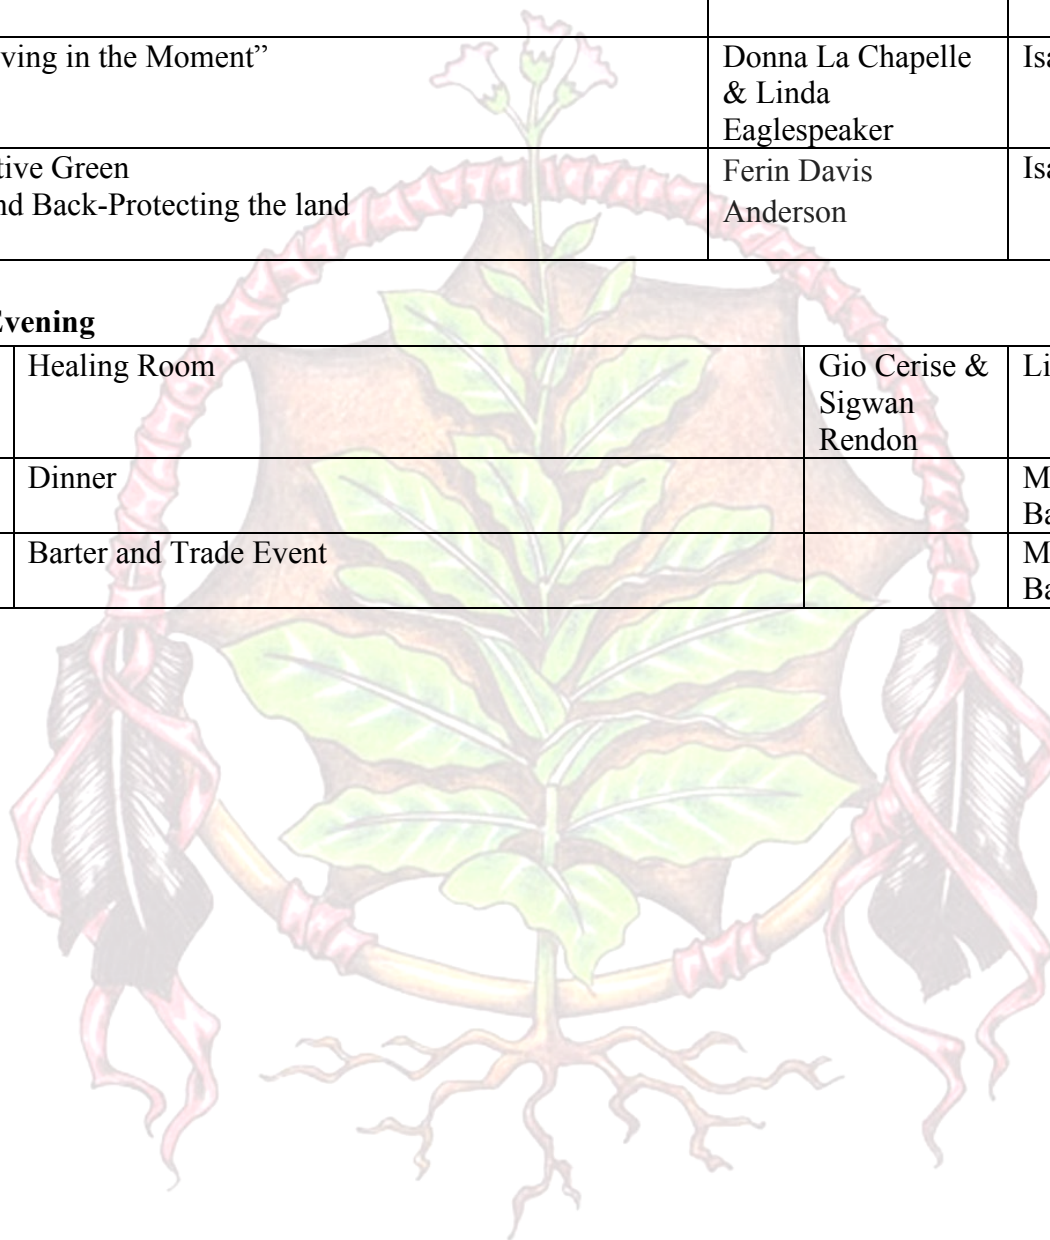 ving in the Moment” Donna La Chapelle Isa
& Linda
Eaglespeaker
tive Green Ferin Davis Isa
nd Back-Protecting the land Anderson
Evening
Healing Room Gio Cerise & Li
Sigwan
Rendon
Dinner M
Ba
Barter and Trade Event M
Ba